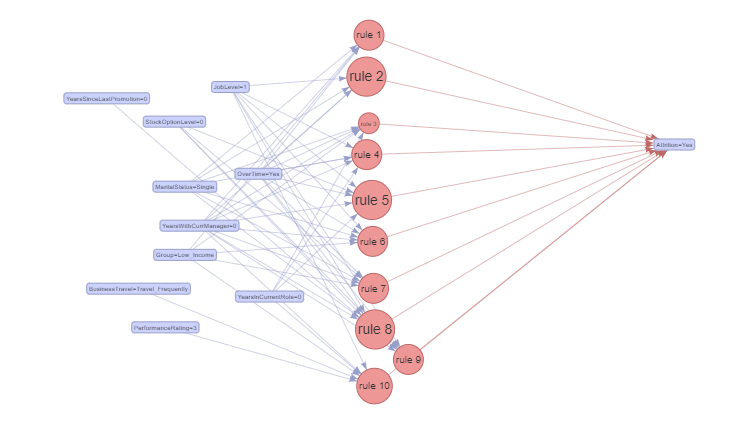 rule 1
rule 2
JobLevel=1
YearsSinceLastPromotion=0
StockOptionLevel=0
rule 3
Attrition=Yes
rule 4
OverTime=Yes
MaritalStatus=Single
rule 5
YearsWithCurrManager=0
rule 6
Group=Low_Income
BusinessTravel=Travel_Frequently
rule 7
YearsInCurrentRole=0
PerformanceRating=3
rule 8
rule 9
rule 10